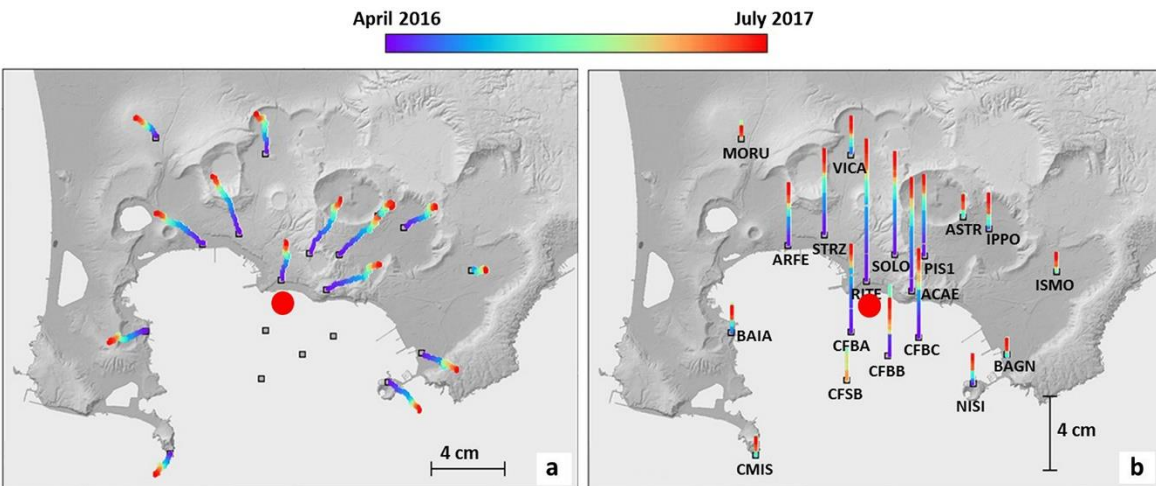 April 2016
July 2017
4 cm
a
MORU
VICA
ASTR
IPPO
STRZ
ARFE
SOLO
PIS1
ISMO
RITE
ACAE
BAIA
CFBA
CFBC
CFBB
BAGN
CFSB
NISI
4 cm
CMIS
b